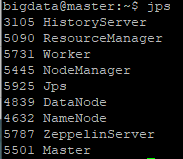 bigdata@master:~$ jps
3105 HistoryServer
5090 ResourceManager
5731 Worker
5445 NodeManager
5925 Jps
4839 DataNode
4632 NameNode
5787 ZeppelinServer
5501 Master